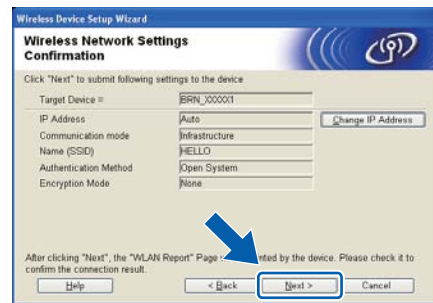 Wireless Device Setup Wizard
Wireless Network Settings
Confirmation
Click "Next" to submit following settings to the device
Target Device = BRN_XXXXX1
IP Address Auto Change IP Address
Communication mode Infrastructure
Name (SSID) HELLO
Authentication Method Open System
Encryption Mode None
After clicking "Next", the "WLAN Report" Page by the device. Please check it to
confirm the connection result.
Help < Back Next > Cancel